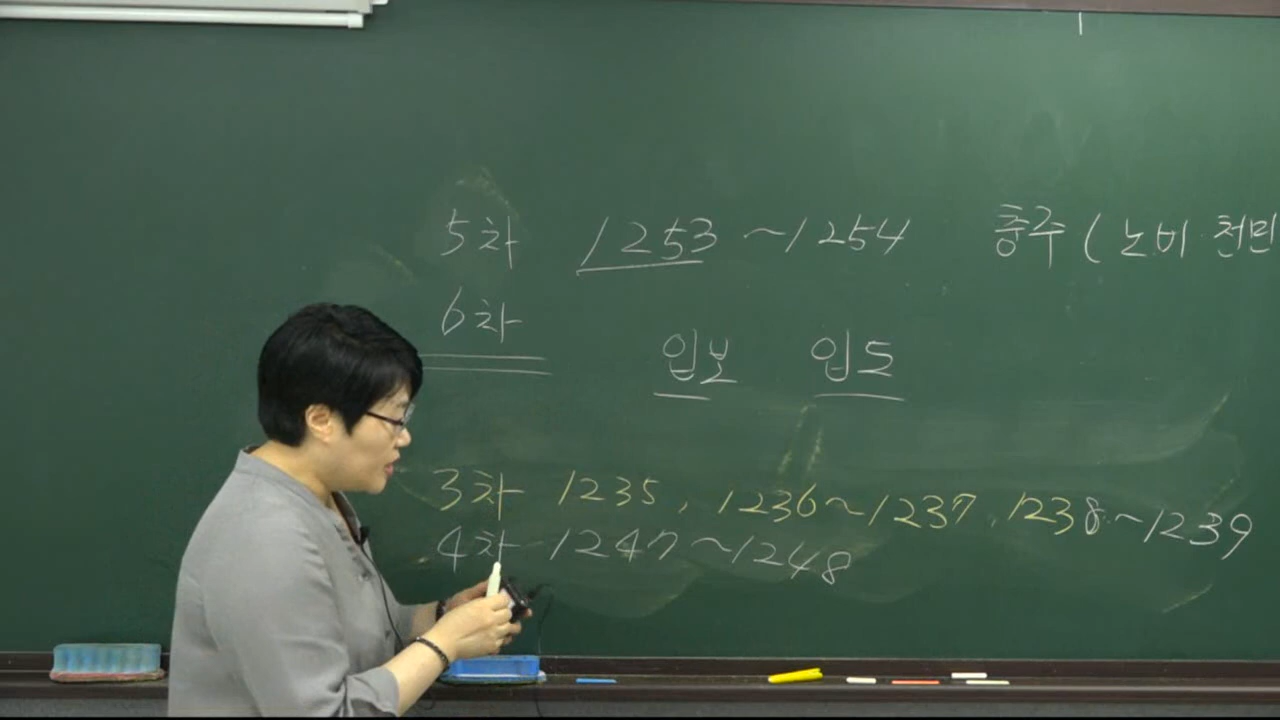 5차 1253 ~ 1254 충주 ( 노비 천민
6차
입보 입도
3차 1235, 1236~1237, 1238~1239
4차 1247~1248